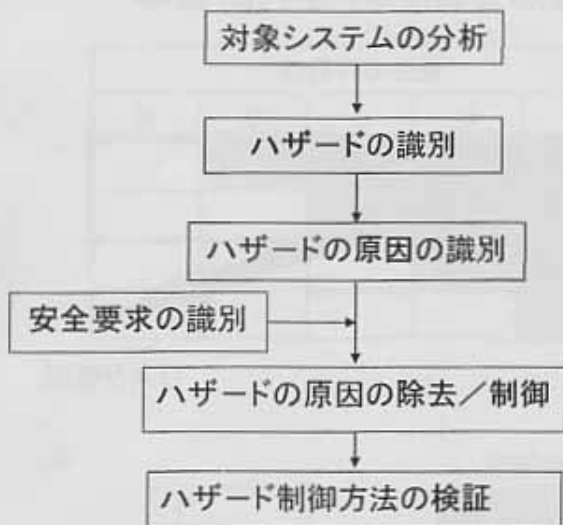 対象システムの分析
ハザードの識別
ハザードの原因の識別
安全要求の識別
ハザードの原因の除去／制御
ハザード制御方法の検証